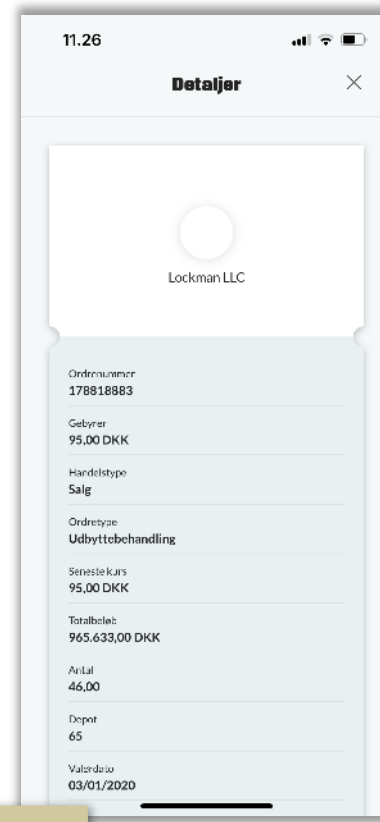 11.26
Detaljer
Lockman LLC
Ordrenummer
178818883
Gebyrer
95,00 DKK
Handelstype
Salg
Ordretype
Udbyttebehandling
Seneste kurs
95,00 DKK
Totalbeløb
965.633,00 DKK
Antal
46,00
Depot
65
Valørdato
03/01/2020